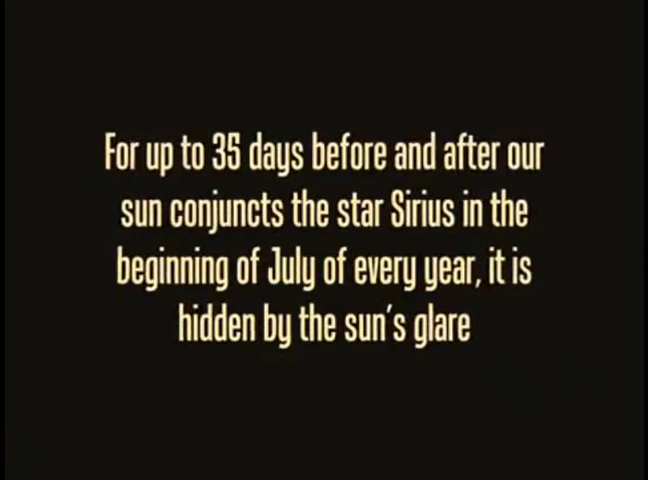 For up to 35 days before and after our
sun conjuncts the star Sirius in the
beginning of July of every year, it is
hidden by the sun's glare